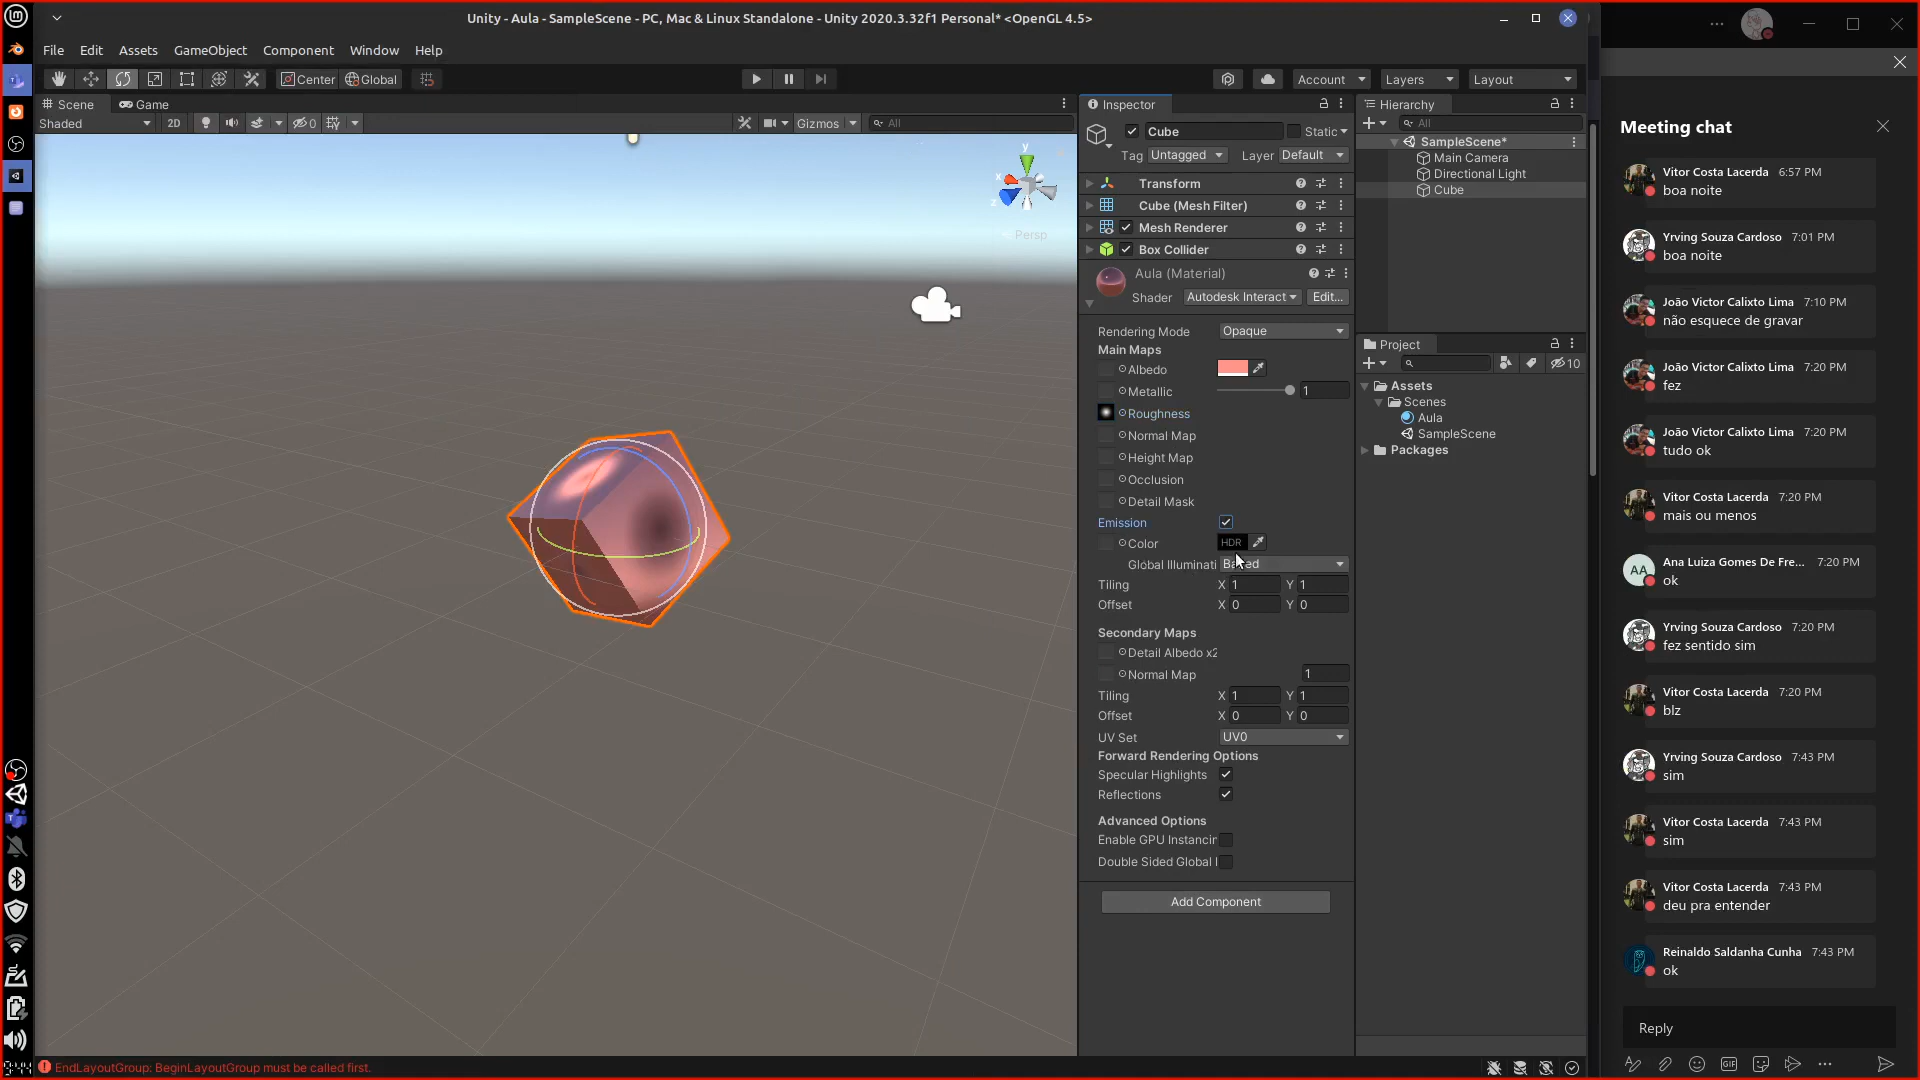 Unity - Aula - SampleScene - PC, Mac & Linux Standalone - Unity 2020.3.32f1 Personal* <OpenGL 4.5>
File Edit Assets GameObject Component Window Help
Center Global
Account Layers Layout
Scene Game
Shaded 2D 0 Gizmos All
y
x
z
Persp
Inspector
Cube Static
Tag Untagged Layer Default
Transform
Cube (Mesh Filter)
Mesh Renderer
Box Collider
Aula (Material)
Shader Autodesk Interact Edit...
Rendering Mode Opaque
Main Maps
Albedo
Metallic 1
Roughness
Normal Map
Height Map
Occlusion
Detail Mask
Emission
Color HDR
Global Illuminati
Tiling X 1 Y 1
Offset X 0 Y 0
Secondary Maps
Detail Albedo x2
Normal Map 1
Tiling X 1 Y 1
Offset X 0 Y 0
UV Set UV0
Forward Rendering Options
Specular Highlights
Reflections
Advanced Options
Enable GPU Instancin
Double Sided Global I
Add Component
Hierarchy
All
SampleScene*
Main Camera
Directional Light
Cube
Project
10
Assets
Scenes
Aula
SampleScene
Packages
EndLayoutGroup: BeginLayoutGroup must be called first.
Meeting chat
Vitor Costa Lacerda 6:57 PM
boa noite
Yrving Souza Cardoso 7:01 PM
boa noite
João Victor Calixto Lima 7:10 PM
não esquece de gravar
João Victor Calixto Lima 7:20 PM
fez
João Victor Calixto Lima 7:20 PM
tudo ok
Vitor Costa Lacerda 7:20 PM
mais ou menos
AA
Ana Luiza Gomes De Fre... 7:20 PM
ok
Yrving Souza Cardoso 7:20 PM
fez sentido sim
Vitor Costa Lacerda 7:20 PM
blz
Yrving Souza Cardoso 7:43 PM
sim
Vitor Costa Lacerda 7:43 PM
sim
Vitor Costa Lacerda 7:43 PM
deu pra entender
Reinaldo Saldanha Cunha 7:43 PM
ok
Reply
GIF